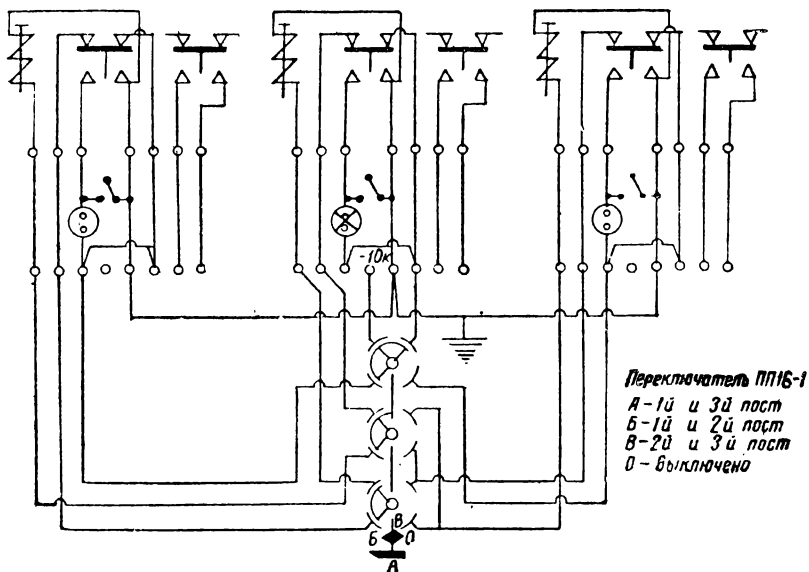 -10к
Переключатель ПП16-1
А-1й и 3й пост
Б-1й и 2й пост
В-2й и 3й пост
О-Выключено
В
Б О
А